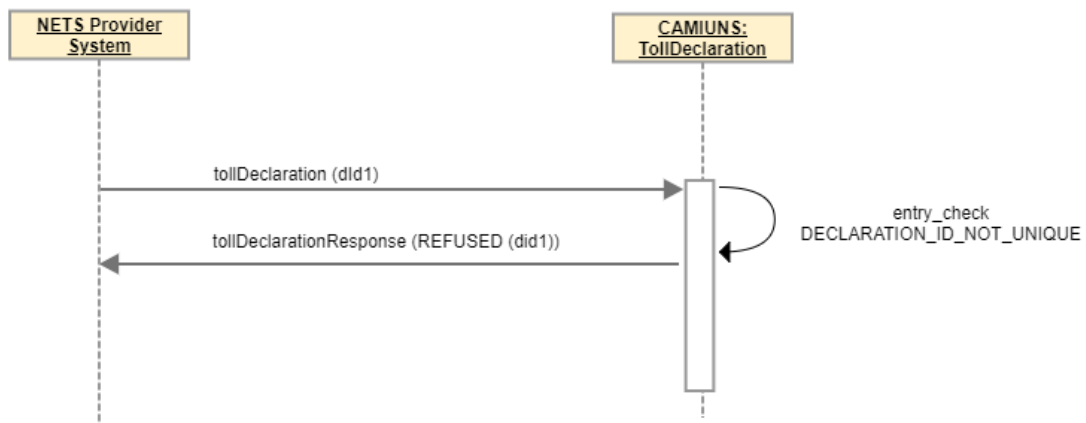 NETS Provider
System
CAMIUNS:
TollDeclaration
tollDeclaration (dId1)
entry_check
DECLARATION_ID_NOT_UNIQUE
tollDeclarationResponse (REFUSED (did1))